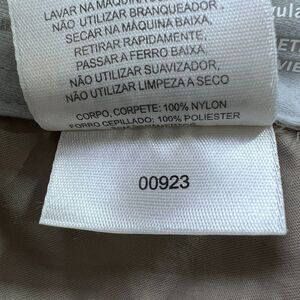 LAVAR NA MÁQUINA
NÃO UTILIZAR BRANQUEADOR,
SECAR NA MÁQUINA BAIXA,
RETIRAR RAPIDAMENTE,
PASSAR A FERRO BAIXA,
NÃO UTILIZAR SUAVIZADOR,
NÃO UTILIZAR LIMPEZA A SECO
CORPO, CORPETE: 100% NYLON
FORRO CEPILLADO: 100% POLIESTER
00923